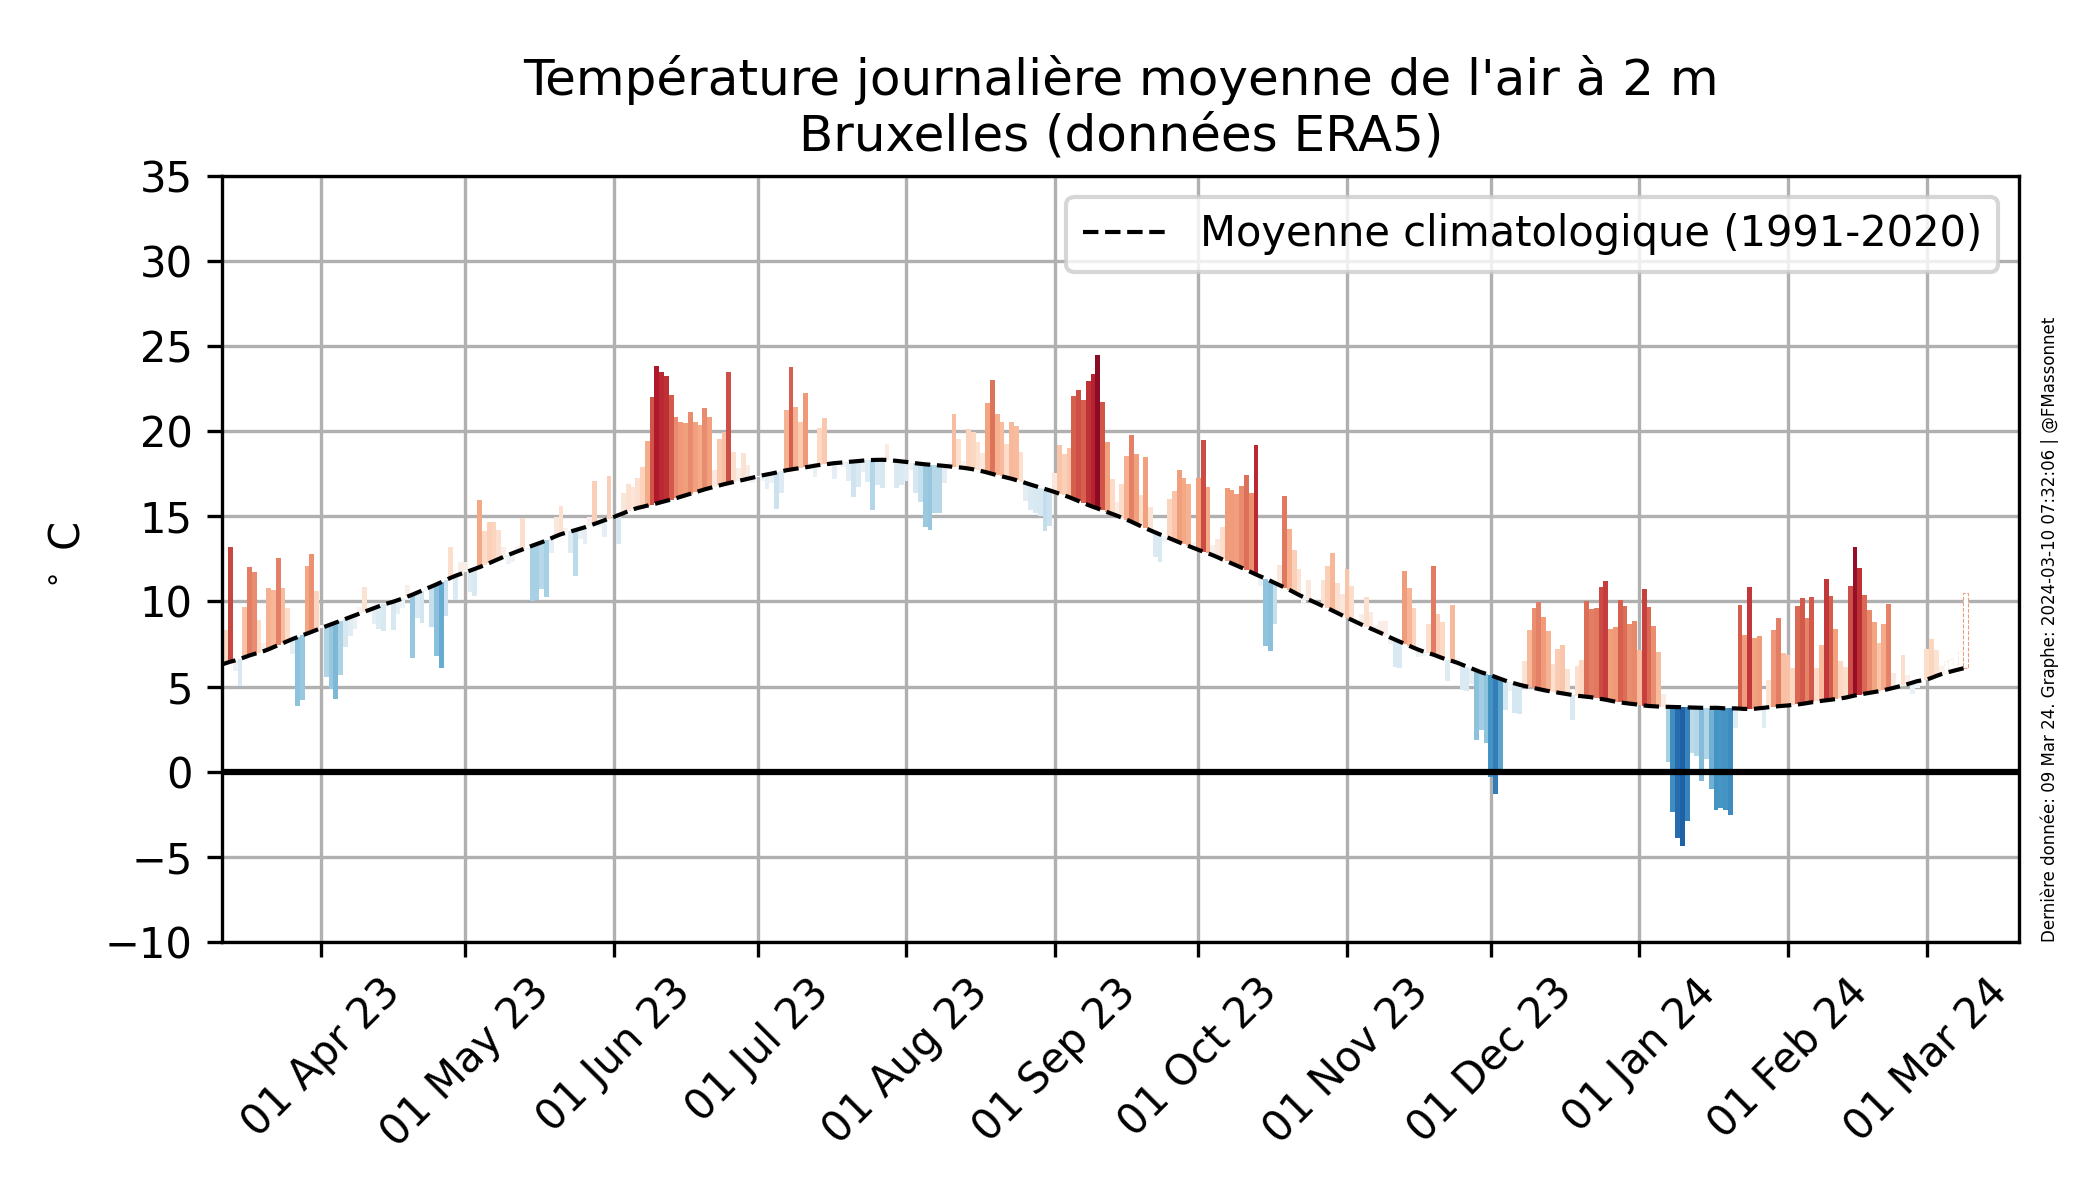 Température journalière moyenne de l'air à 2 m
Bruxelles (données ERA5)
Moyenne climatologique (1991-2020)
35
30
25
20
15
10
5
0
−5
−10
° C
01 Apr 23
01 May 23
01 Jun 23
01 Jul 23
01 Aug 23
01 Sep 23
01 Oct 23
01 Nov 23
01 Dec 23
01 Jan 24
01 Feb 24
01 Mar 24
Dernière donnée: 09 Mar 24. Graphe: 2024-03-10 07:32:06 | @FMassonnet